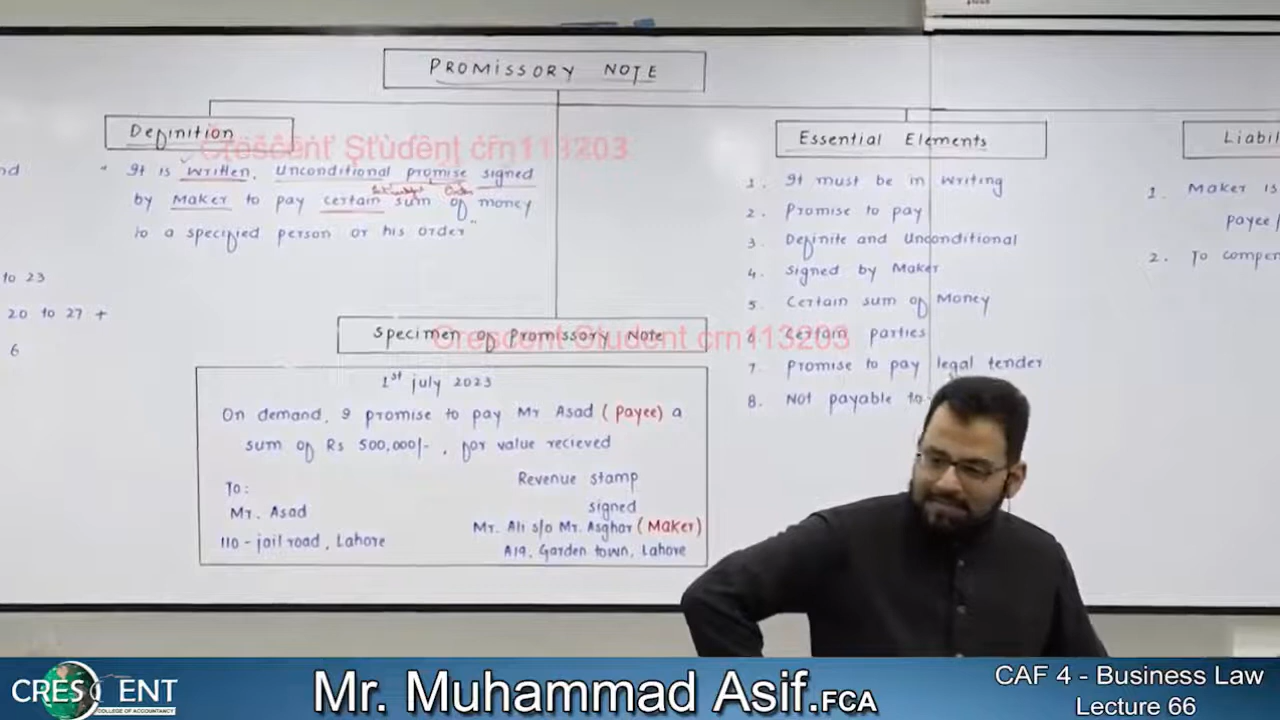 PROMISSORY NOTE
Definition
" It is written, Unconditional promise signed
by Maker to pay certain sum of money
to a specified person or his order "
nd
to 23
20 to 27 +
6
Specimen of Promissory Note
1st july 2023
On demand, I promise to pay Mr Asad (payee) a
sum of Rs 500,000/- , for value recieved
To:
Mr. Asad
110 - jail road, Lahore
Revenue stamp
signed
Mr. Ali s/o Mr. Asghar (Maker)
A19, Garden town, Lahore
Essential Elements
1. It must be in writing
2. Promise to pay
3. Definite and Unconditional
4. Signed by Maker
5. Certain sum of Money
6 Certain parties
7. Promise to pay legal tender
8. Not payable to
Liabil
1. Maker is
payee/
2. To compen
Crescent Student crn113203
Crescent Student crn113203
CRESCENT
COLLEGE OF ACCOUNTANCY
Mr. Muhammad Asif.FCA
CAF 4 - Business Law
Lecture 66